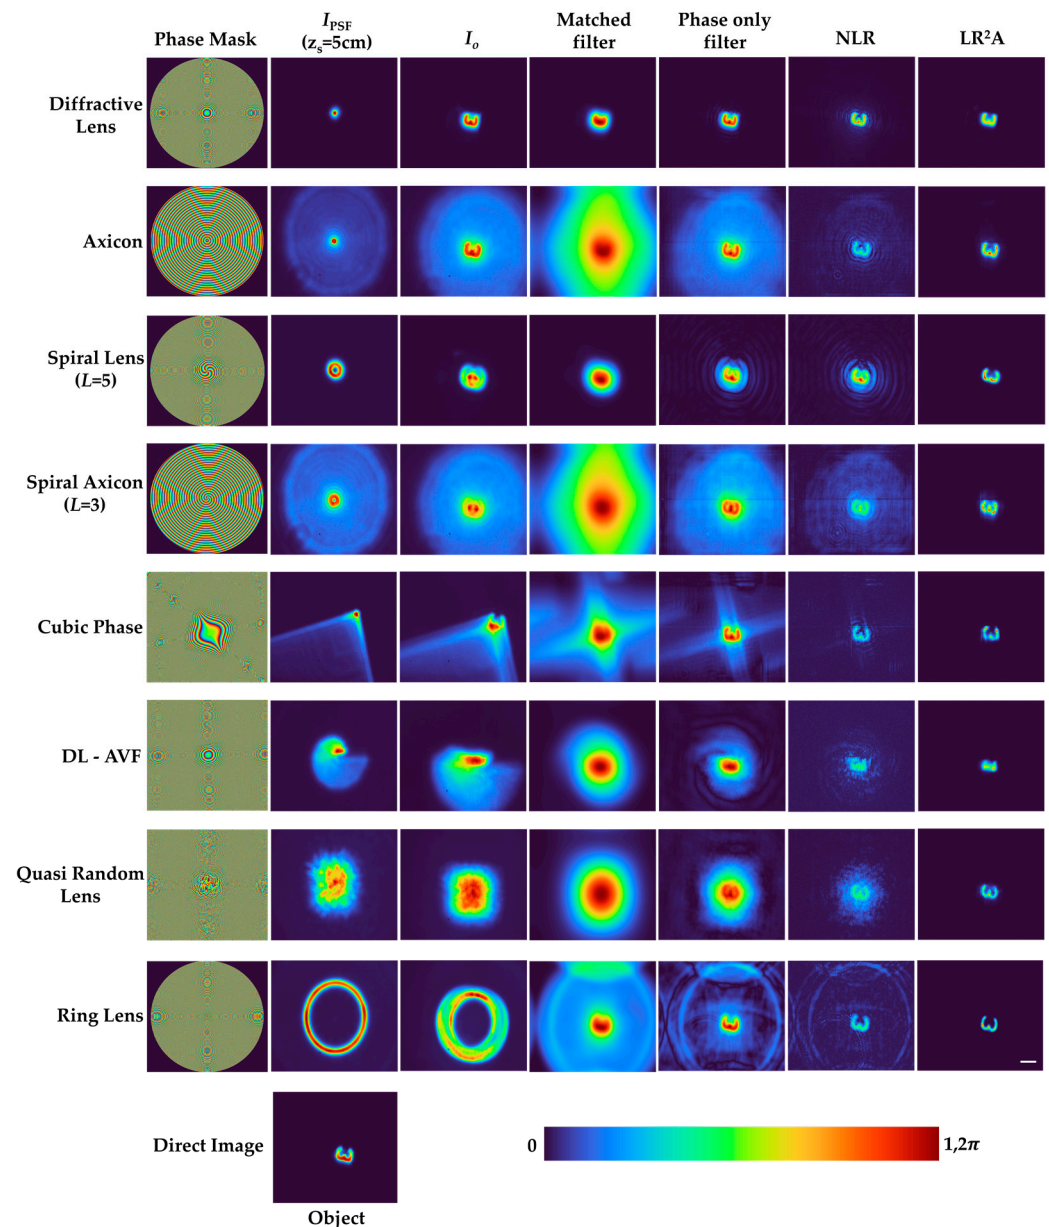 Phase Mask
I_PSF
(z_s=5cm)
I_o
Matched
filter
Phase only
filter
NLR
LR²A
Diffractive
Lens
Axicon
Spiral Lens
(L=5)
Spiral Axicon
(L=3)
Cubic Phase
DL - AVF
Quasi Random
Lens
Ring Lens
Direct Image
0
1,2π
Object